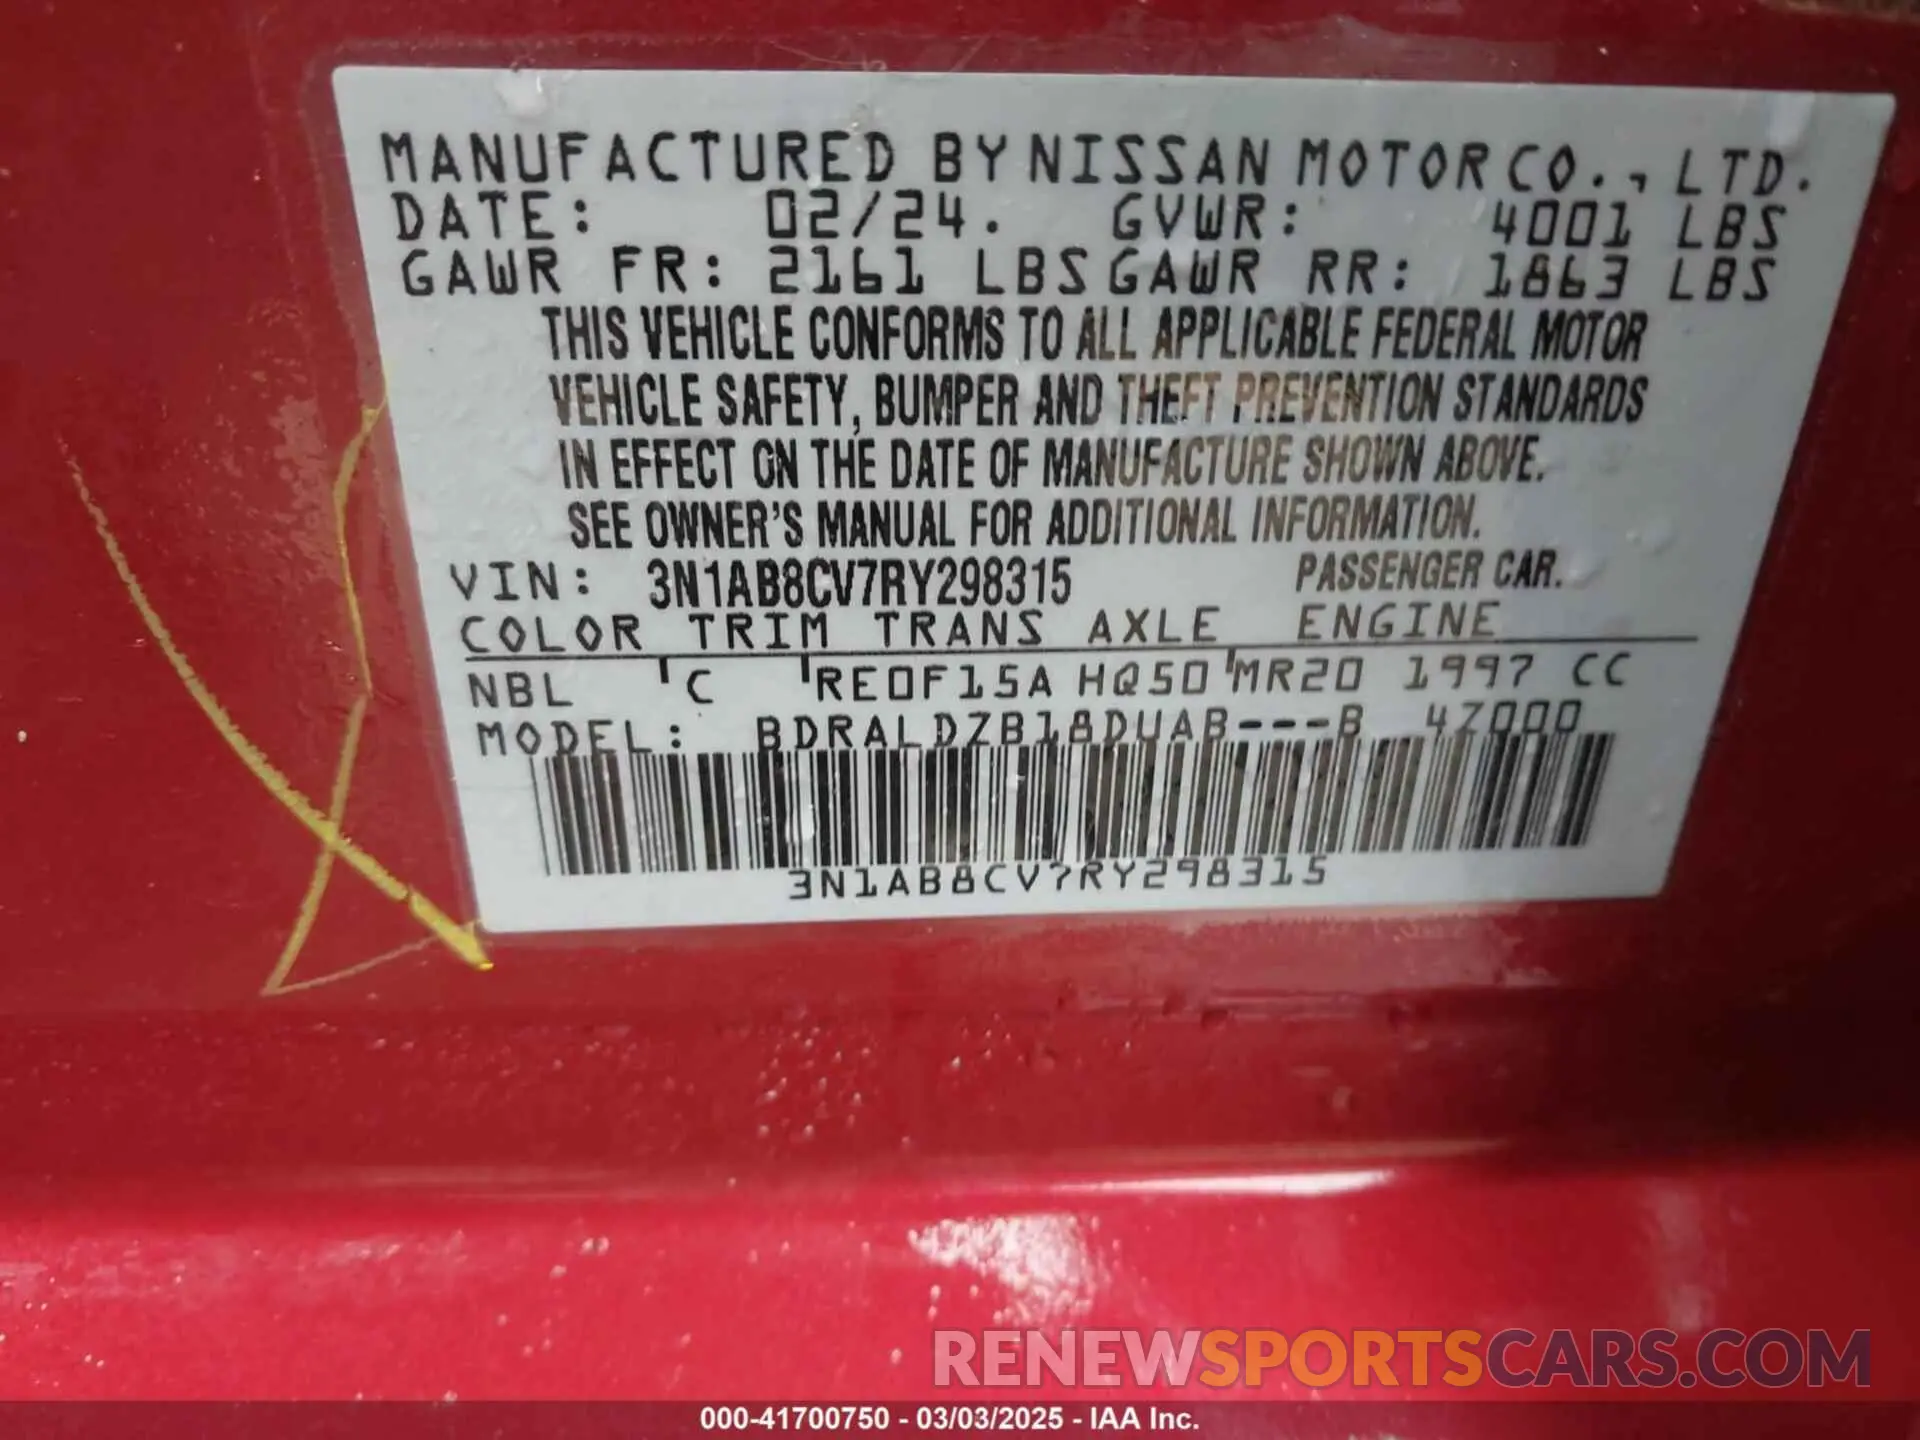 MANUFACTURED BY NISSAN MOTOR CO., LTD.
DATE: 02/24. GVWR: 4001 LBS
GAWR FR: 2161 LBS GAWR RR: 1863 LBS
THIS VEHICLE CONFORMS TO ALL APPLICABLE FEDERAL MOTOR
VEHICLE SAFETY, BUMPER AND THEFT PREVENTION STANDARDS
IN EFFECT ON THE DATE OF MANUFACTURE SHOWN ABOVE.
SEE OWNER'S MANUAL FOR ADDITIONAL INFORMATION.
VIN: 3N1AB8CV7RY298315 PASSENGER CAR.
COLOR TRIM TRANS AXLE ENGINE
NBL C RE0F15A HQ50 MR20 1997 CC
MODEL: BDRALDZB18DUAB---B 4Z000
3N1AB8CV7RY298315
RENEWSPORTSCARS.COM
000-41700750 - 03/03/2025 - IAA Inc.